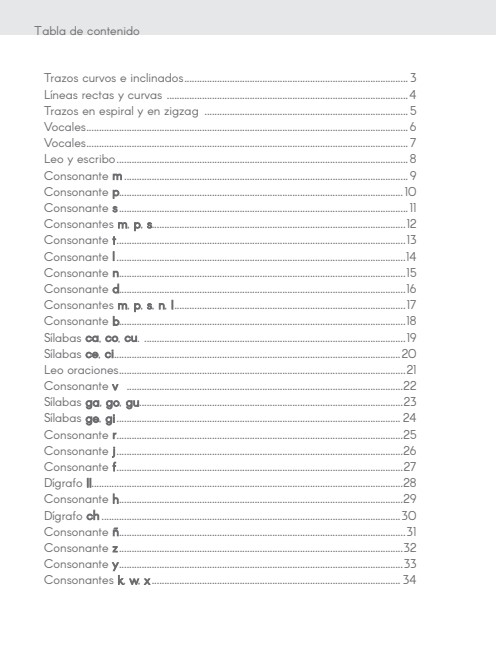 Tabla de contenido
Trazos curvos e inclinados 3
Líneas rectas y curvas 4
Trazos en espiral y en zigzag 5
Vocales 6
Vocales 7
Leo y escribo 8
Consonante m 9
Consonante p 10
Consonante s 11
Consonantes m, p, s 12
Consonante t 13
Consonante l 14
Consonante n 15
Consonante d 16
Consonantes m, p, s, n, l 17
Consonante b 18
Sílabas ca, co, cu, 19
Sílabas ce, ci 20
Leo oraciones 21
Consonante v 22
Sílabas ga, go, gu 23
Sílabas ge, gi 24
Consonante r 25
Consonante j 26
Consonante f 27
Dígrafo ll 28
Consonante h 29
Dígrafo ch 30
Consonante ñ 31
Consonante z 32
Consonante y 33
Consonantes k, w, x 34